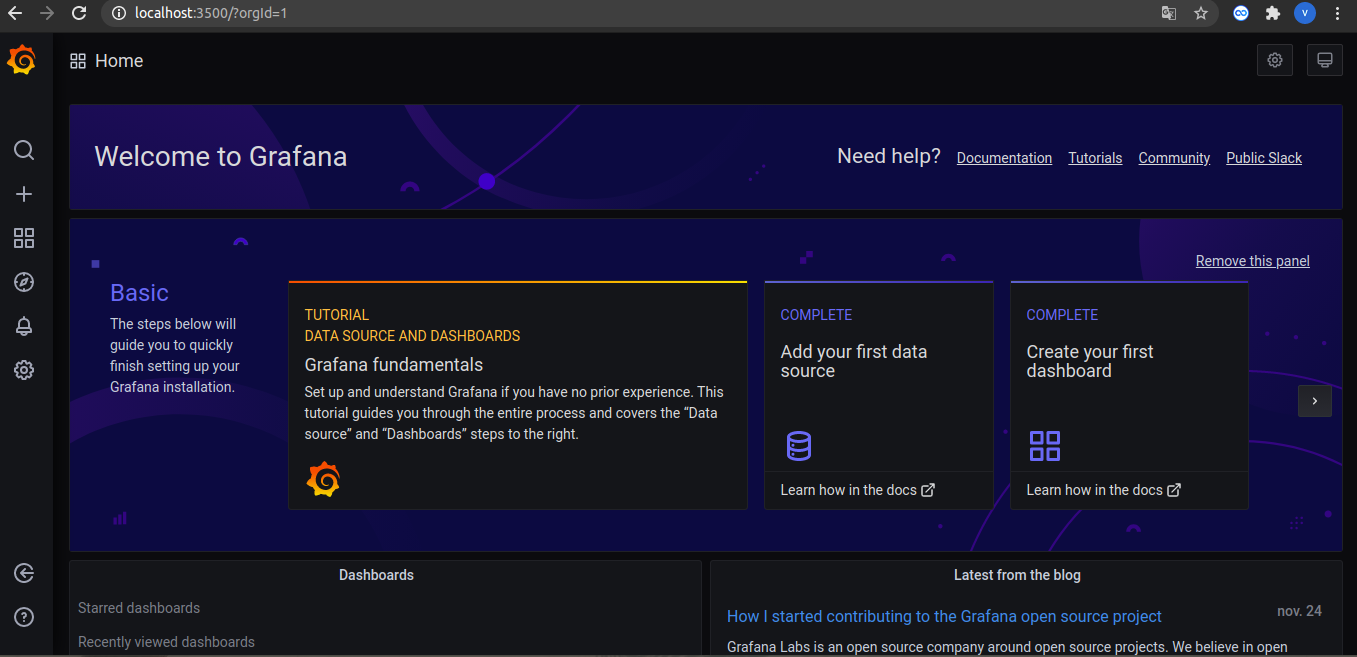 localhost:3500/?orgId=1
V
Home
Welcome to Grafana
Need help? Documentation Tutorials Community Public Slack
Remove this panel
Basic
The steps below will
guide you to quickly
finish setting up your
Grafana installation.
TUTORIAL
DATA SOURCE AND DASHBOARDS
Grafana fundamentals
Set up and understand Grafana if you have no prior experience. This
tutorial guides you through the entire process and covers the “Data
source” and “Dashboards” steps to the right.
COMPLETE
Add your first data
source
Learn how in the docs
COMPLETE
Create your first
dashboard
Learn how in the docs
Dashboards
Starred dashboards
Recently viewed dashboards
Latest from the blog
How I started contributing to the Grafana open source project
nov. 24
Grafana Labs is an open source company around open source projects. We believe in open